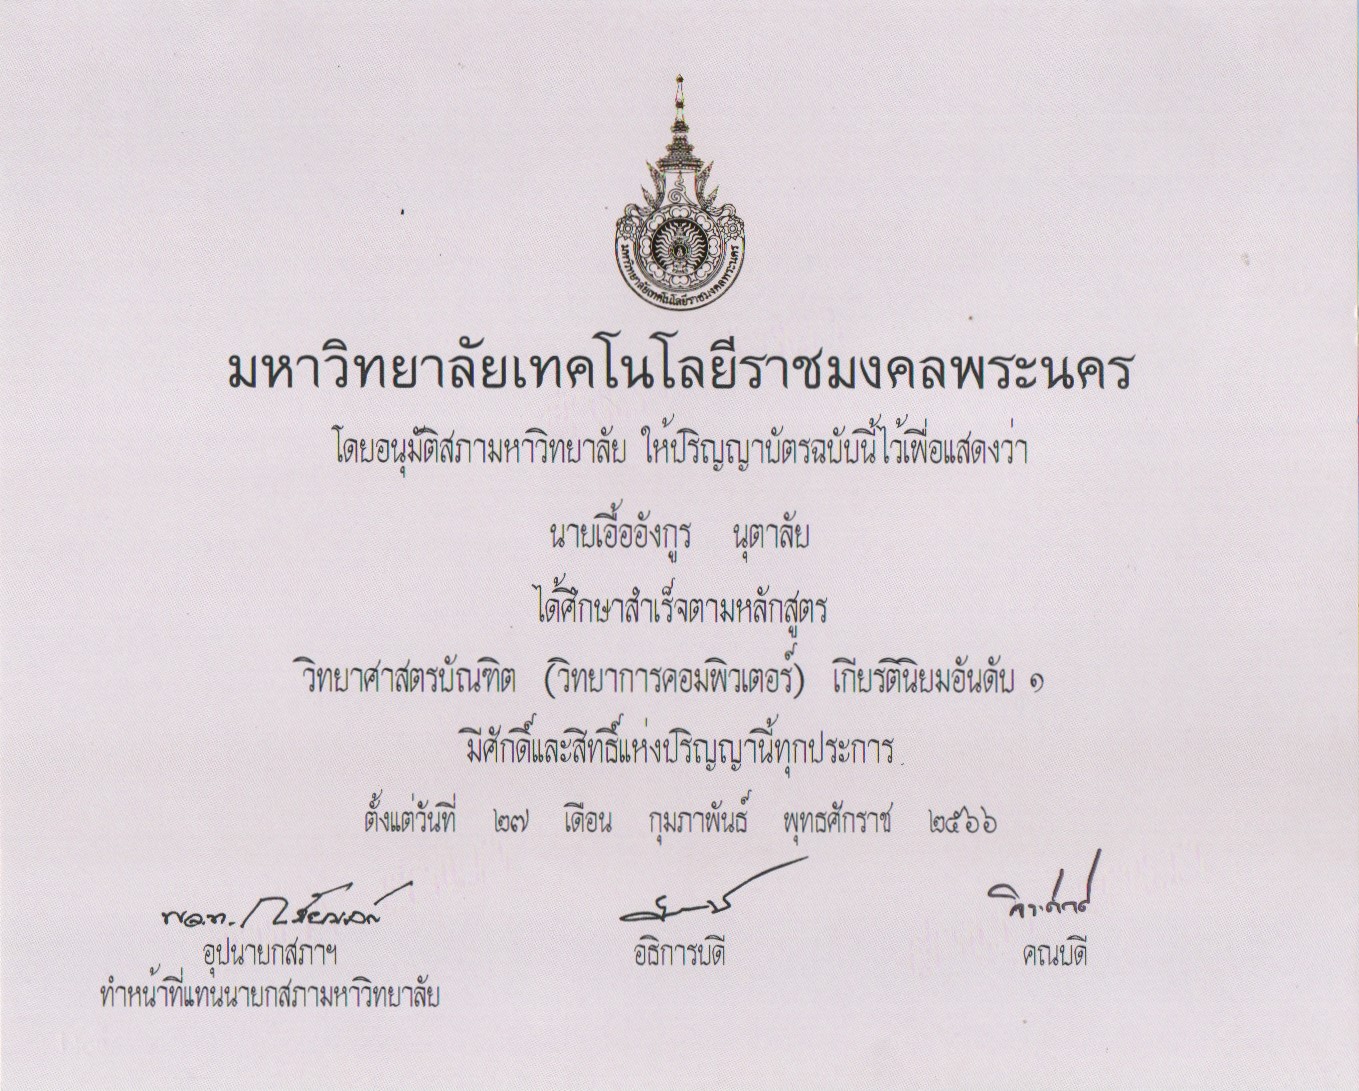 มหาวิทยาลัยเทคโนโลยีราชมงคลพระนคร
มหาวิทยาลัยเทคโนโลยีราชมงคลพระนคร
โดยอนุมัติสภามหาวิทยาลัย ให้ปริญญาบัตรฉบับนี้ไว้เพื่อแสดงว่า
นายเอื้ออังกูร นุตาลัย
ได้ศึกษาสำเร็จตามหลักสูตร
วิทยาศาสตรบัณฑิต (วิทยาการคอมพิวเตอร์) เกียรตินิยมอันดับ ๑
มีศักดิ์และสิทธิ์แห่งปริญญานี้ทุกประการ
ตั้งแต่วันที่ ๒๗ เดือน กุมภาพันธ์ พุทธศักราช ๒๕๖๖
อุปนายกสภาฯ อธิการบดี คณบดี
ทำหน้าที่แทนนายกสภามหาวิทยาลัย